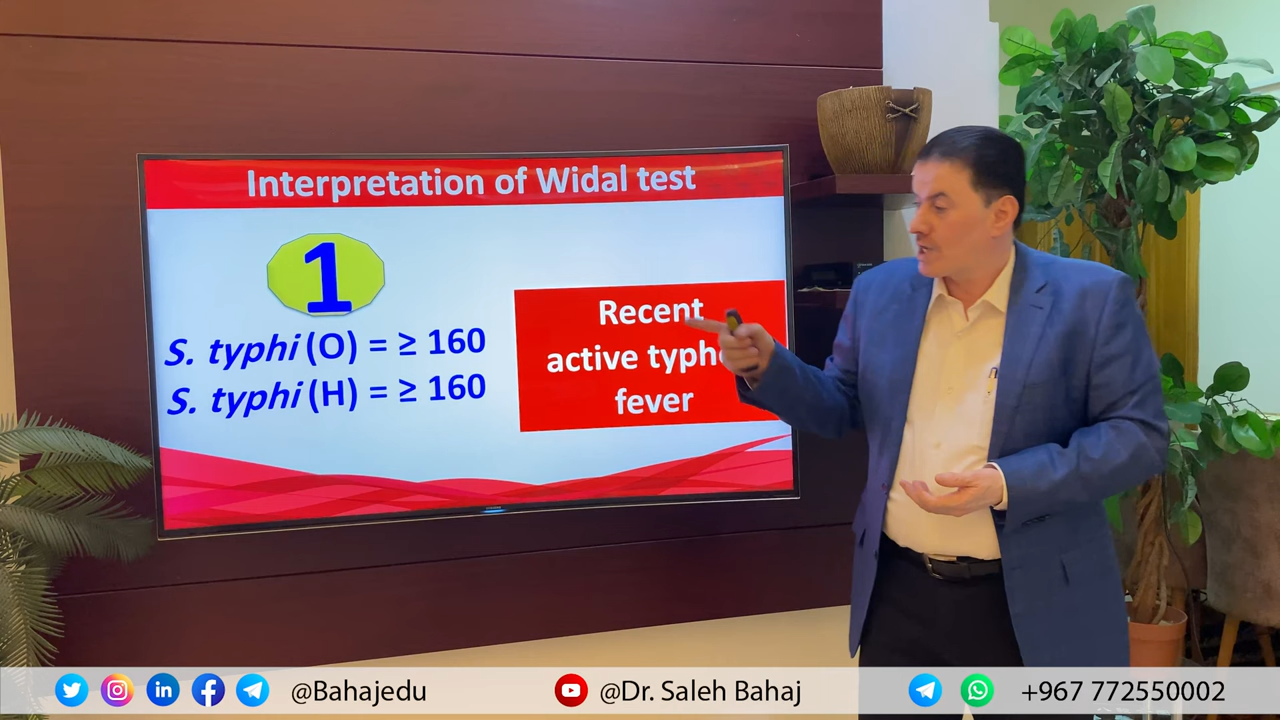 Interpretation of Widal test
1
S. typhi (O) = ≥ 160
S. typhi (H) = ≥ 160
Recent
active
fever
@Bahajedu
@Dr. Saleh Bahaj
+967 772550002